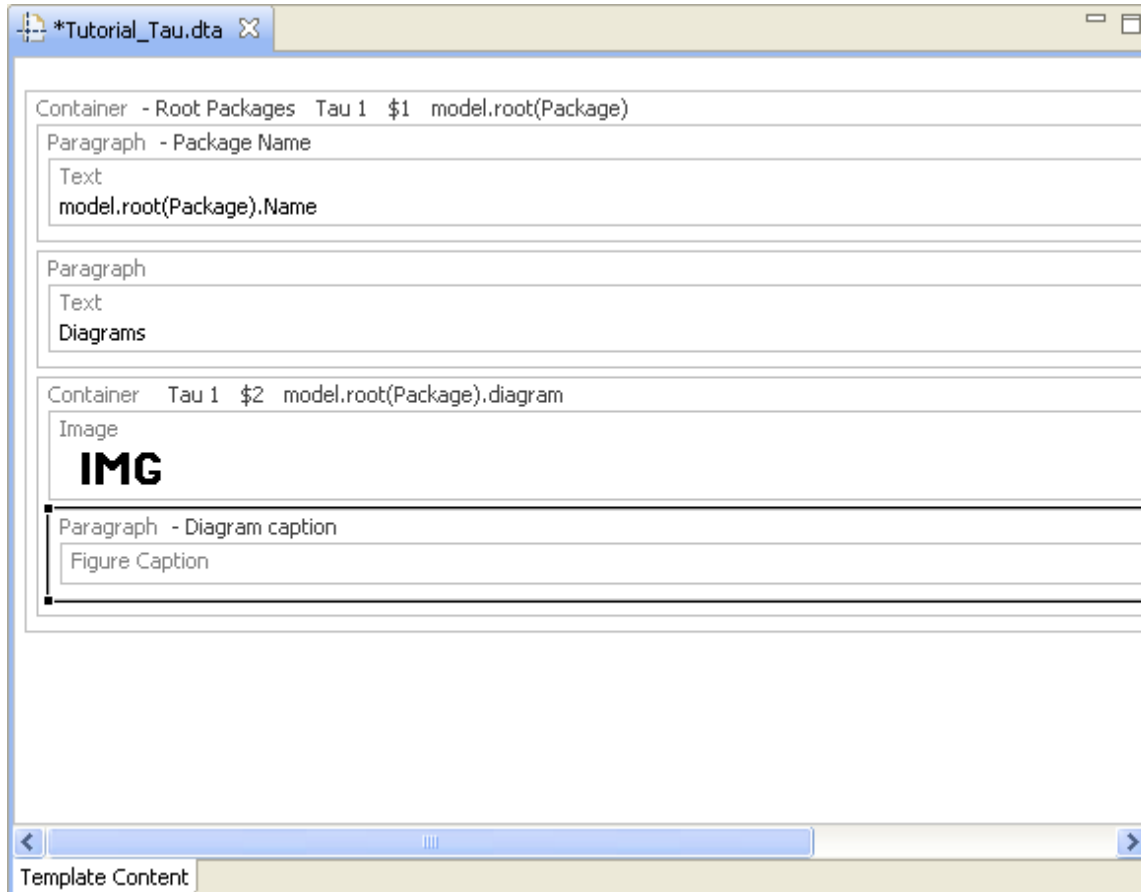 *Tutorial_Tau.dta
Container - Root Packages Tau 1 $1 model.root(Package)
Paragraph - Package Name
Text
model.root(Package).Name
Paragraph
Text
Diagrams
Container Tau 1 $2 model.root(Package).diagram
Image
IMG
Paragraph - Diagram caption
Figure Caption
Template Content